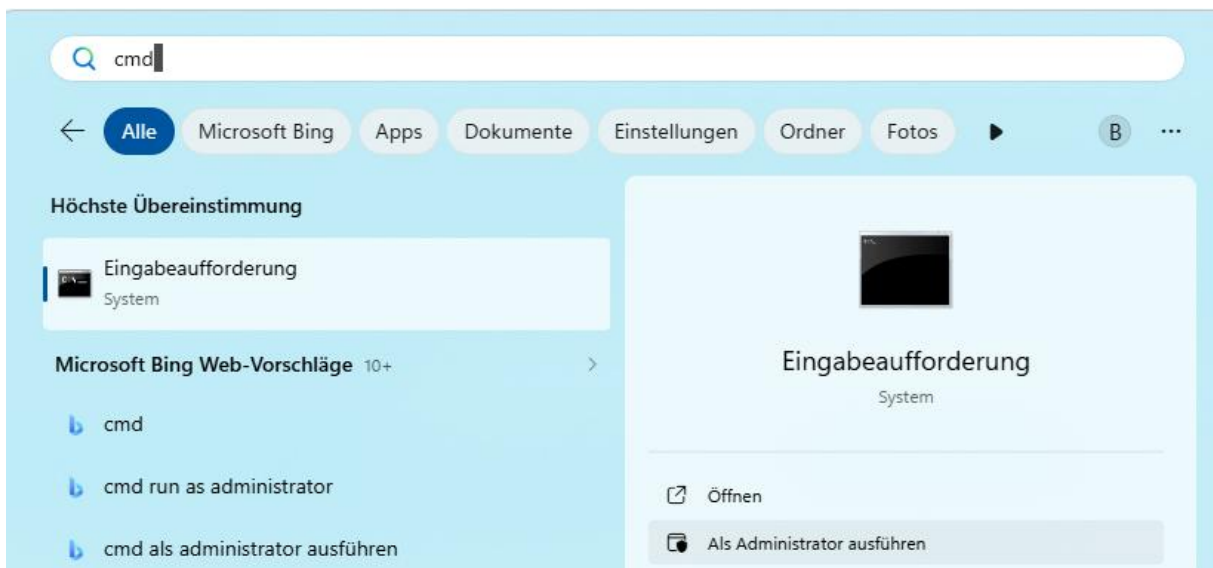 cmd
Alle Microsoft Bing Apps Dokumente Einstellungen Ordner Fotos B ...
Höchste Übereinstimmung
Eingabeaufforderung
System
Microsoft Bing Web-Vorschläge 10+
cmd
cmd run as administrator
cmd als administrator ausführen
Eingabeaufforderung
System
Öffnen
Als Administrator ausführen